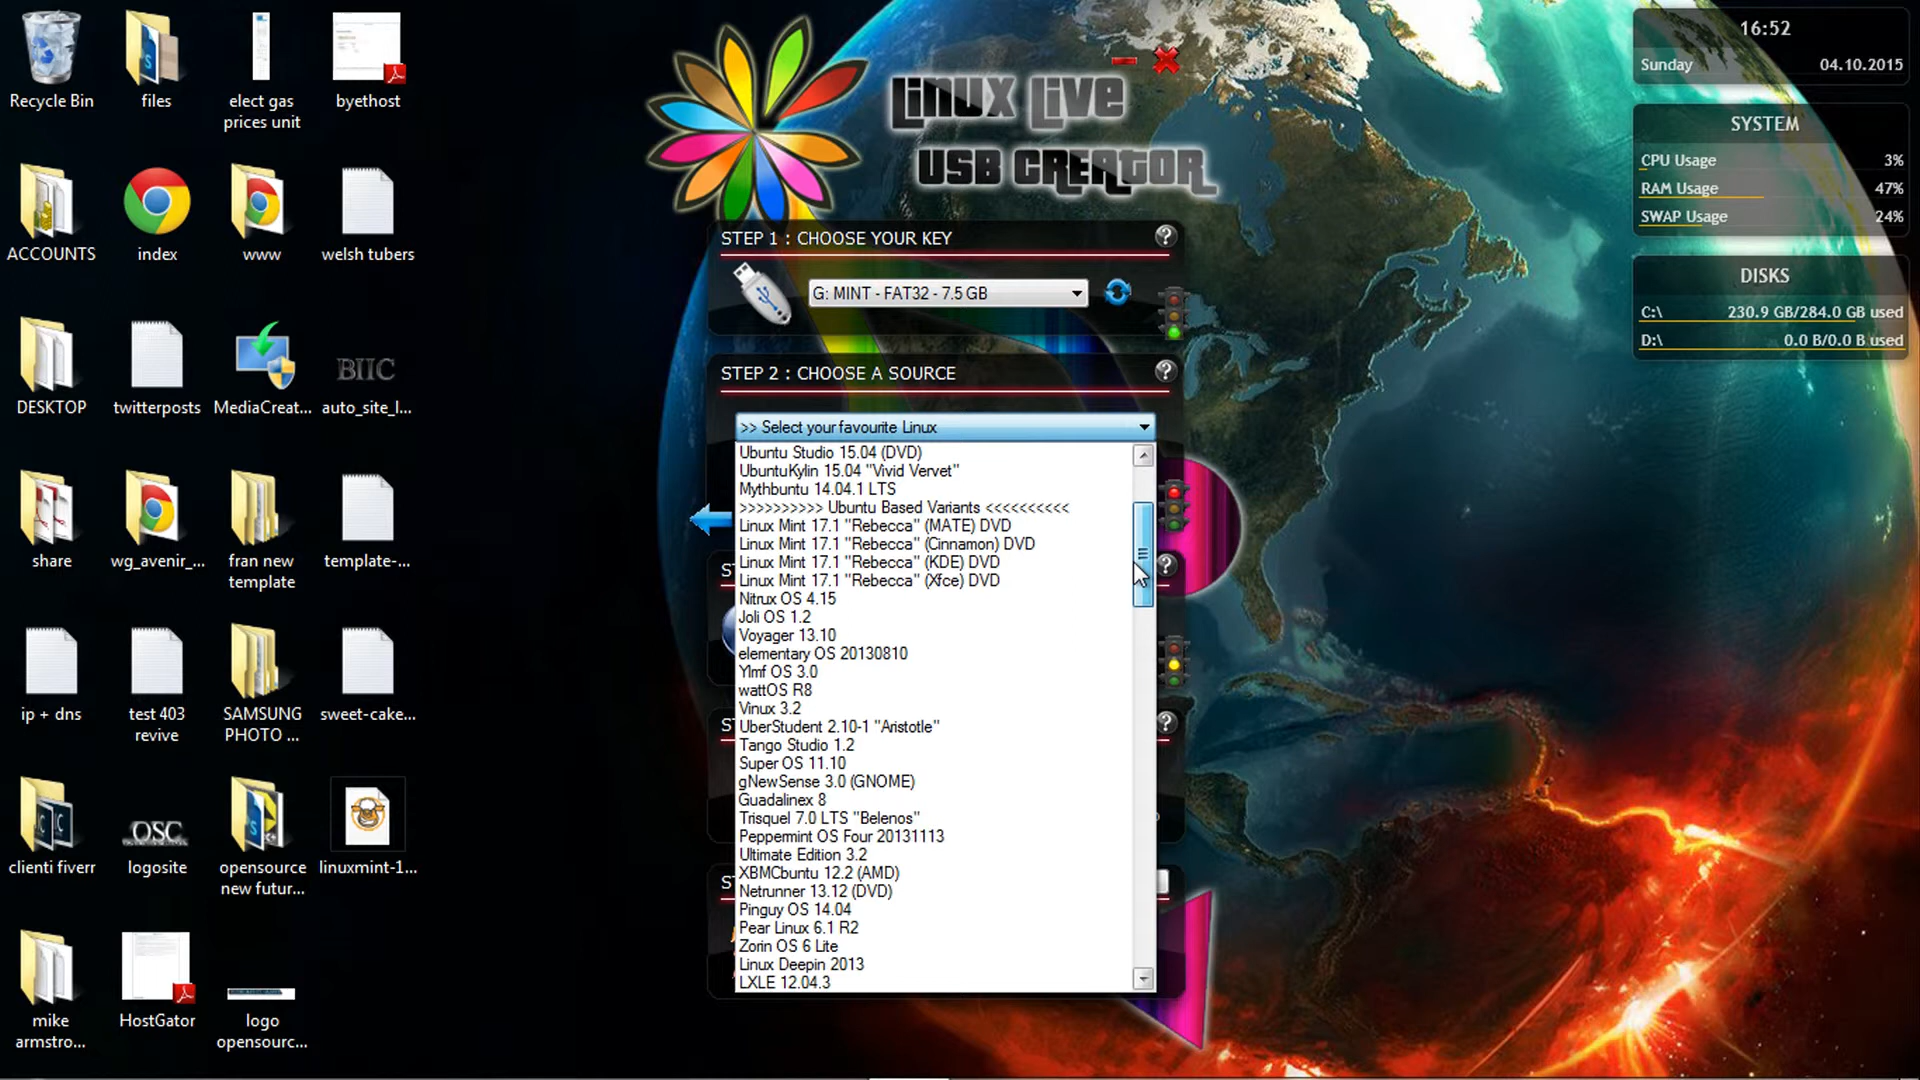 Recycle Bin
files
elect gas
prices unit
byethost
ACCOUNTS
index
www
welsh tubers
DESKTOP
twitterposts
MediaCreat...
BIIC
auto_site_l...
share
wg_avenir_...
fran new
template
template-...
ip + dns
test 403
revive
SAMSUNG
PHOTO ...
sweet-cake...
clienti fiverr
OSC
logosite
opensource
new futur...
linuxmint-1...
mike
armstro...
HostGator
logo
opensourc...
Linux Live
USB CREATOR
STEP 1 : CHOOSE YOUR KEY
G: MINT - FAT32 - 7.5 GB
STEP 2 : CHOOSE A SOURCE
>> Select your favourite Linux
Ubuntu Studio 15.04 (DVD)
UbuntuKylin 15.04 "Vivid Vervet"
Mythbuntu 14.04.1 LTS
>>>>>>>>>> Ubuntu Based Variants <<<<<<<<<<
Linux Mint 17.1 "Rebecca" (MATE) DVD
Linux Mint 17.1 "Rebecca" (Cinnamon) DVD
Linux Mint 17.1 "Rebecca" (KDE) DVD
Linux Mint 17.1 "Rebecca" (Xfce) DVD
Nitrux OS 4.15
Joli OS 1.2
Voyager 13.10
elementary OS 20130810
Ylmf OS 3.0
wattOS R8
Vinux 3.2
UberStudent 2.10-1 "Aristotle"
Tango Studio 1.2
Super OS 11.10
gNewSense 3.0 (GNOME)
Guadalinex 8
Trisquel 7.0 LTS "Belenos"
Peppermint OS Four 20131113
Ultimate Edition 3.2
XBMCbuntu 12.2 (AMD)
Netrunner 13.12 (DVD)
Pinguy OS 14.04
Pear Linux 6.1 R2
Zorin OS 6 Lite
Linux Deepin 2013
LXLE 12.04.3
16:52
Sunday 04.10.2015
SYSTEM
CPU Usage 3%
RAM Usage 47%
SWAP Usage 24%
DISKS
C:\ 230.9 GB/284.0 GB used
D:\ 0.0 B/0.0 B used